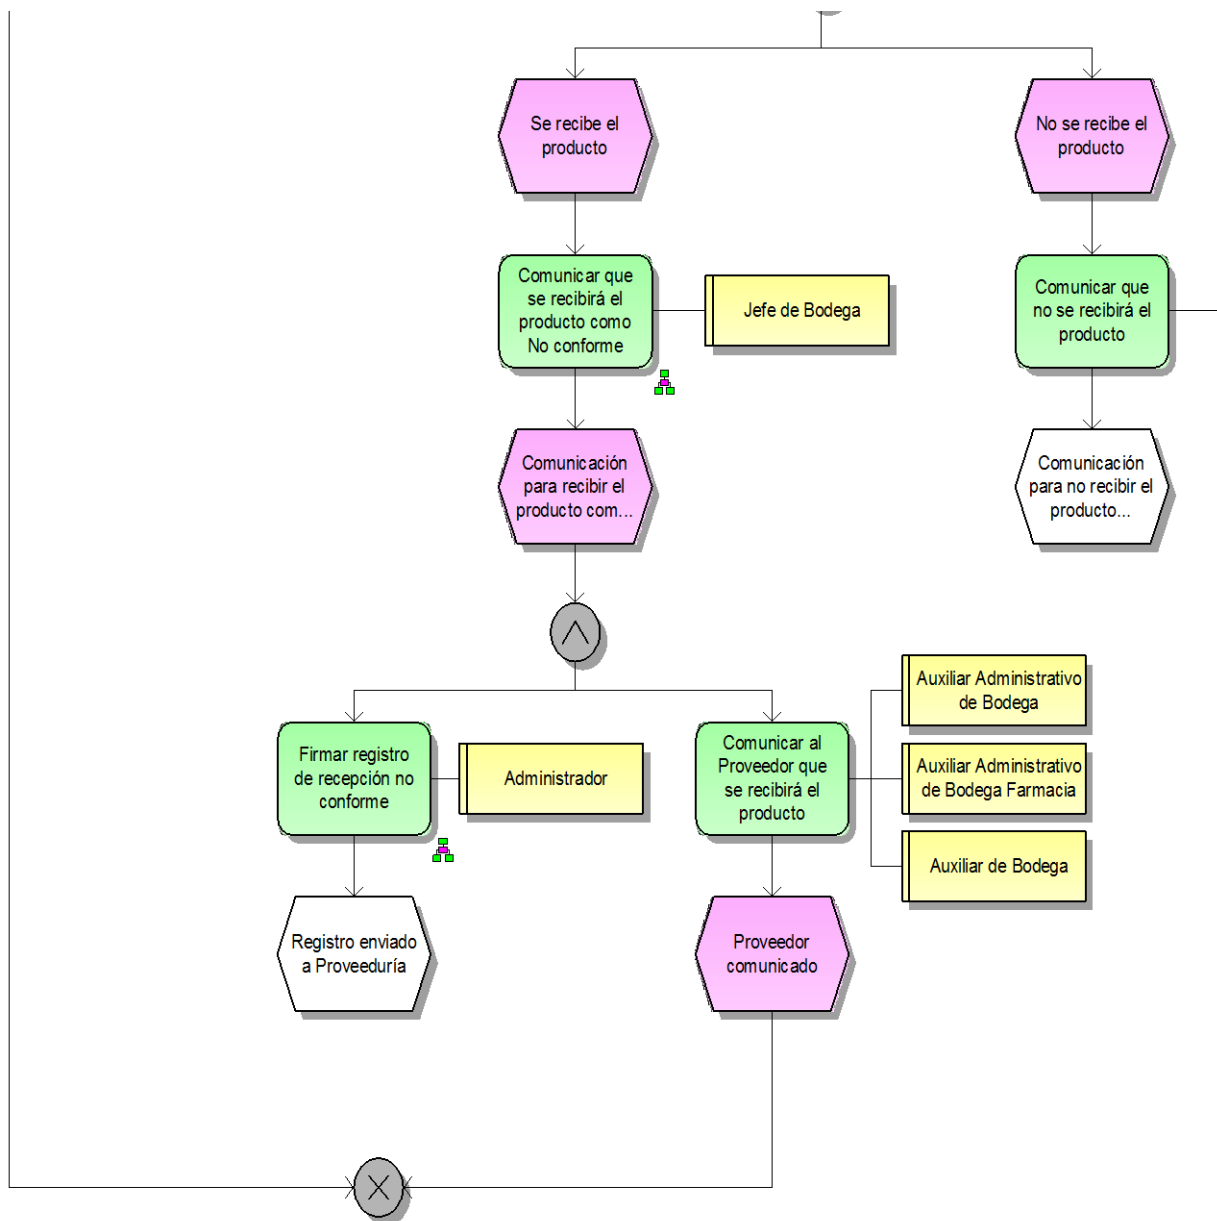 Se recibe el
producto
No se recibe el
producto
Comunicar que
se recibirá el
producto como
No conforme
Jefe de Bodega
Comunicar que
no se recibirá el
producto
Comunicación
para recibir el
producto com...
Comunicación
para no recibir el
producto...
Firmar registro
de recepción no
conforme
Administrador
Comunicar al
Proveedor que
se recibirá el
producto
Auxiliar Administrativo
de Bodega
Auxiliar Administrativo
de Bodega Farmacia
Auxiliar de Bodega
Registro enviado
a Proveeduría
Proveedor
comunicado